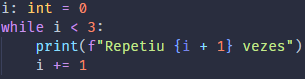 i: int = 0
while i < 3:
    print(f"Repetiu {i + 1} vezes")
    i += 1